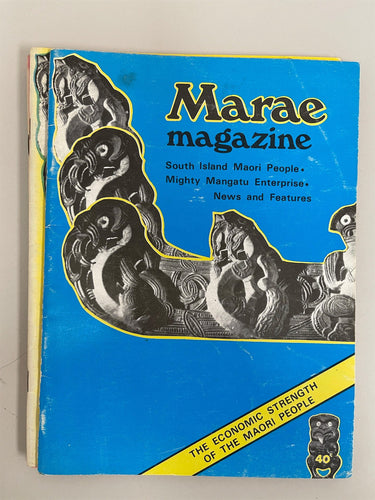 Marae
magazine
South Island Maori People•
Mighty Mangatu Enterprise•
News and Features
THE ECONOMIC STRENGTH
OF THE MAORI PEOPLE
40